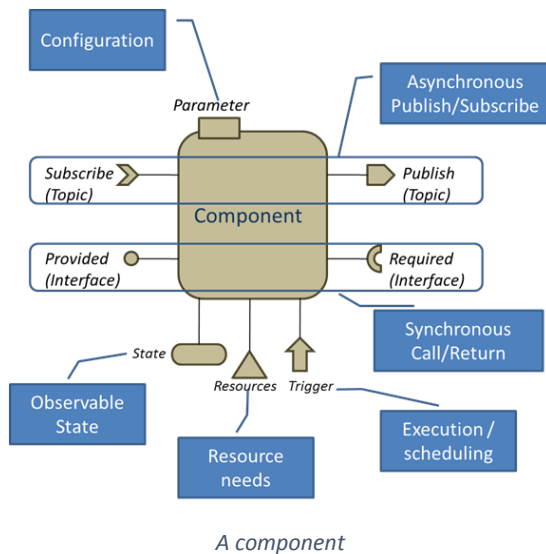 Configuration
Asynchronous
Publish/Subscribe
Parameter
Subscribe
(Topic)
Publish
(Topic)
Component
Provided
(Interface)
Required
(Interface)
Synchronous
Call/Return
State
Resources
Trigger
Observable
State
Resource
needs
Execution /
scheduling
A component